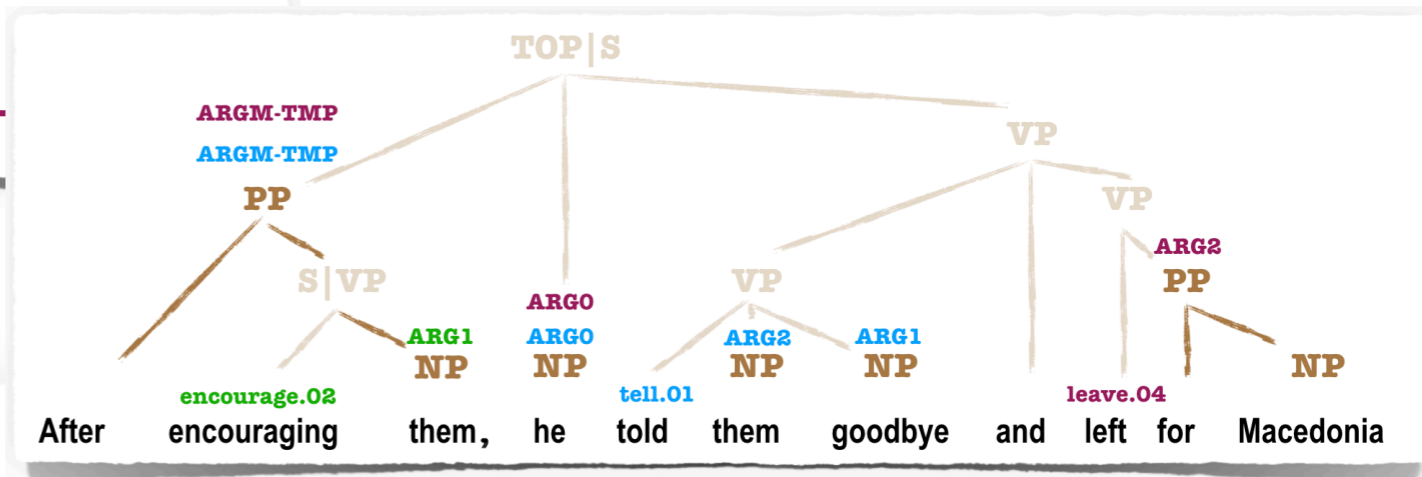 TOP|S
ARGM-TMP
VP
ARGM-TMP
PP
VP
ARG2
S|VP
VP
PP
ARG0
ARG1
ARG0
ARG2
ARG1
NP
NP
NP
NP
NP
encourage.02
tell.01
leave.04
After encouraging them, he told them goodbye and left for Macedonia